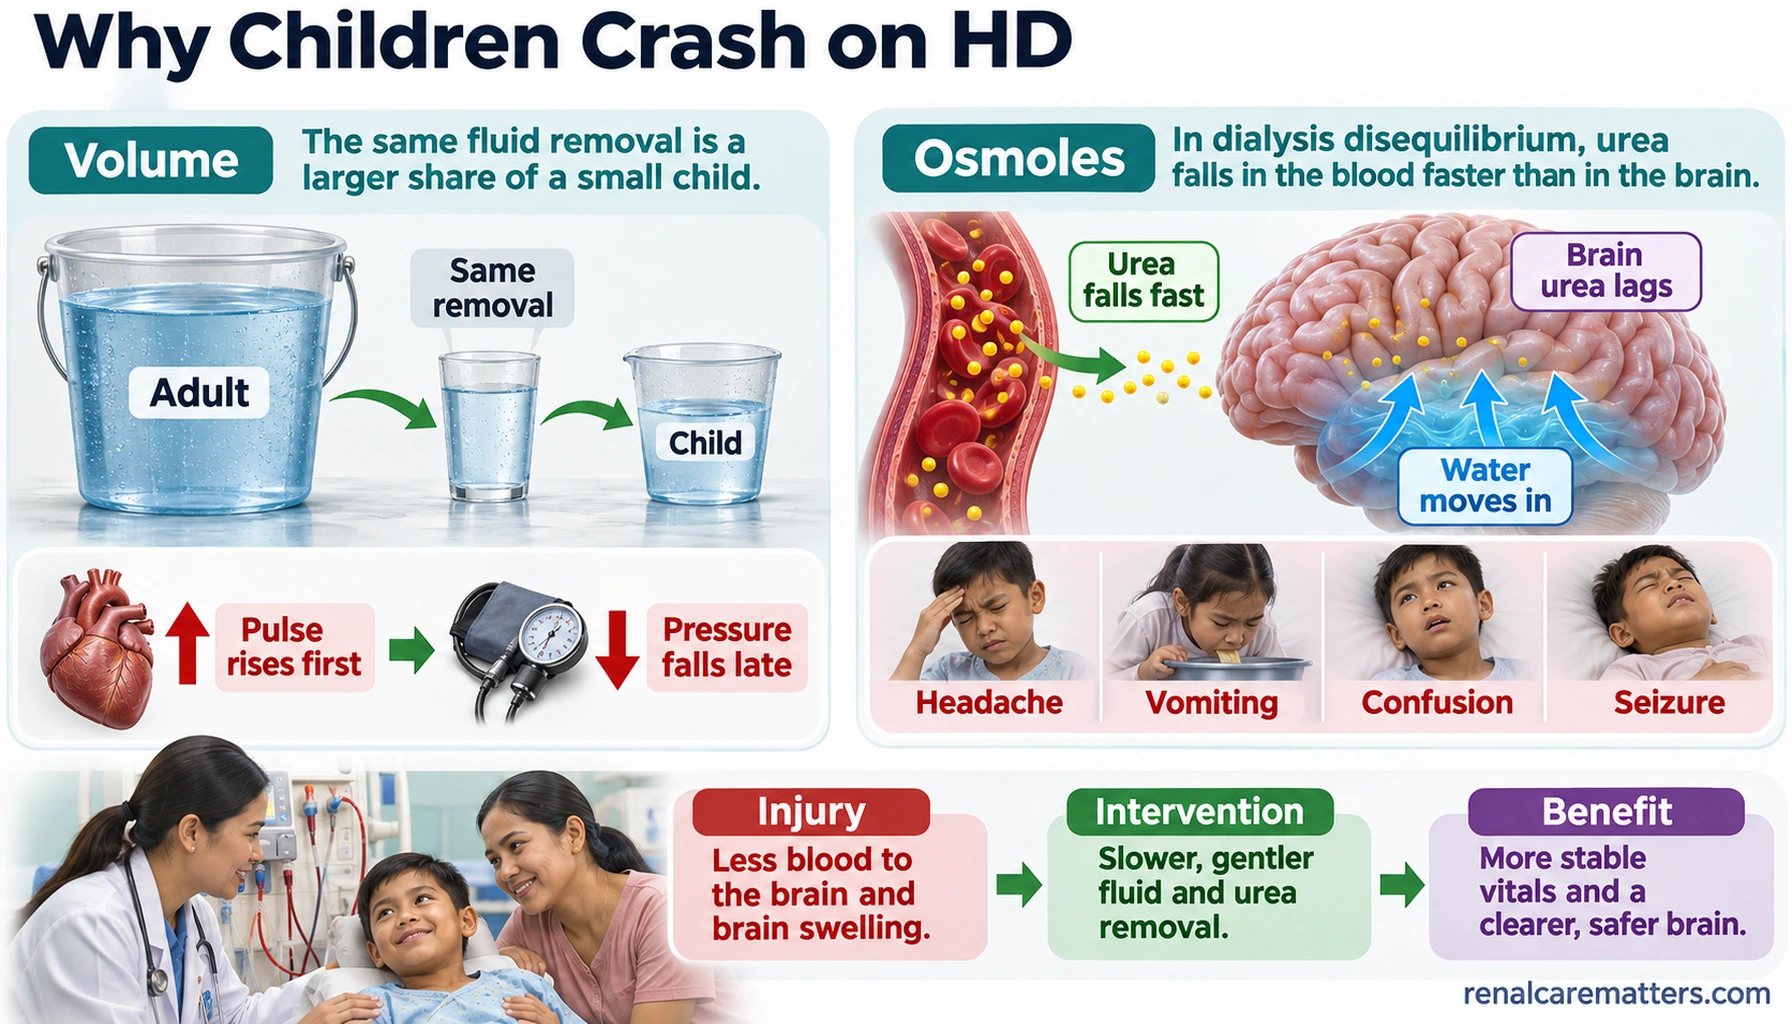 Why Children Crash on HD
Volume
The same fluid removal is a
larger share of a small child.
Adult
Same
removal
Child
Pulse
rises first
Pressure
falls late
Osmoles
In dialysis disequilibrium, urea
falls in the blood faster than in the brain.
Urea
falls fast
Brain
urea lags
Water
moves in
Headache
Vomiting
Confusion
Seizure
Injury
Less blood to
the brain and
brain swelling.
Intervention
Slower, gentler
fluid and urea
removal.
Benefit
More stable
vitals and a
clearer, safer brain.
renalcarematters.com